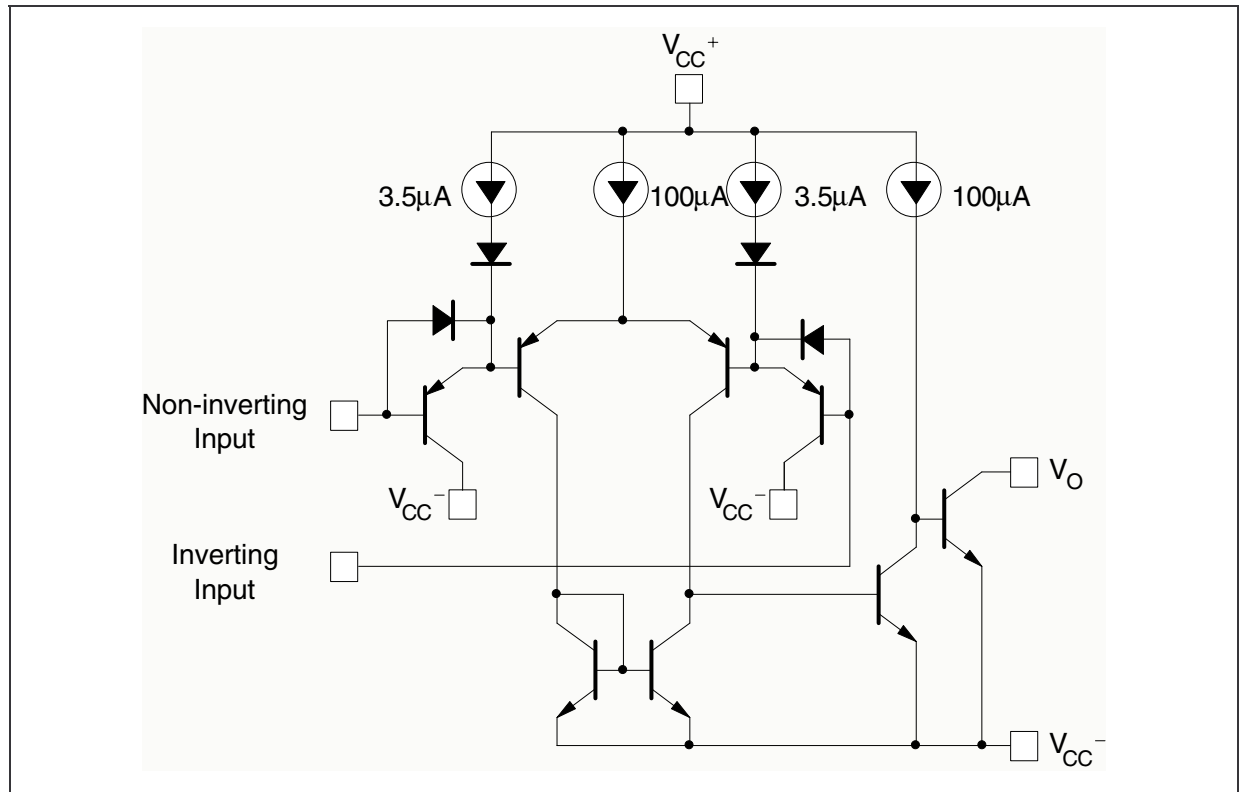 VCC+
3.5μA
100μA
3.5μA
100μA
Non-inverting
Input
VCC−
VCC−
VO
Inverting
Input
VCC−